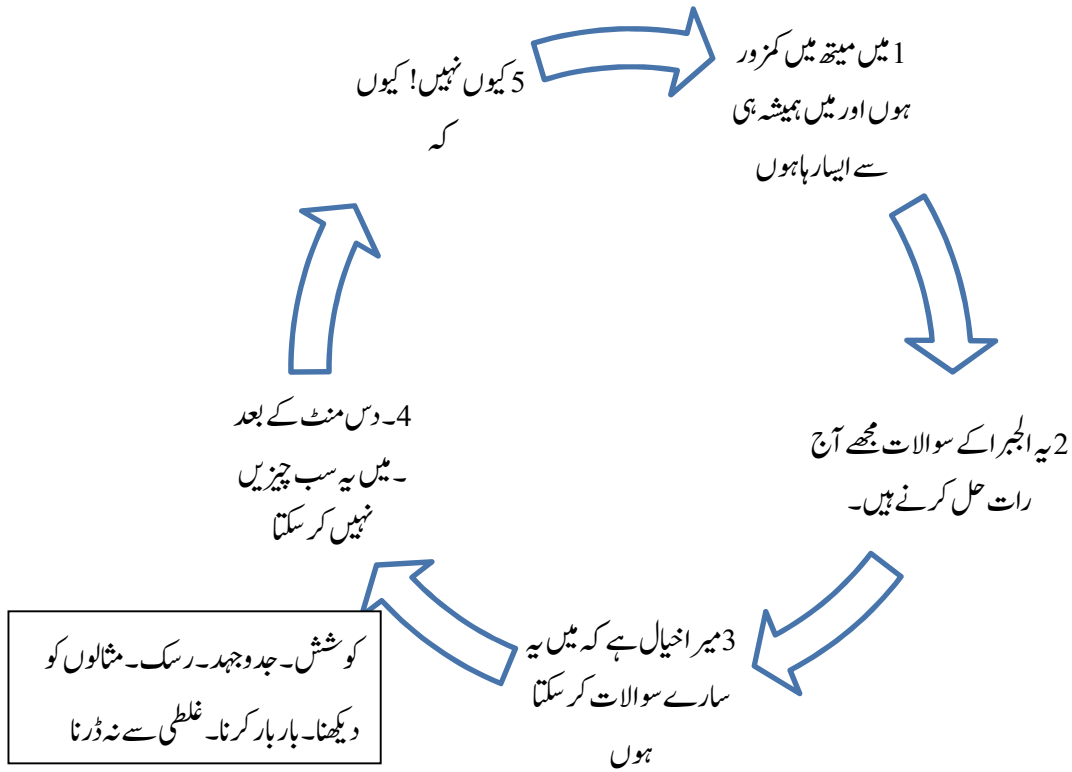 1 میں میتھ میں کمزور
ہوں اور میں ہمیشہ ہی
سے ایسا رہا ہوں
2 یہ الجبرا کے سوالات مجھے آج
رات حل کرنے ہیں۔
3 میرا خیال ہے کہ میں یہ
سارے سوالات کر سکتا
ہوں
4۔ دس منٹ کے بعد
۔ میں یہ سب چیزیں
نہیں کر سکتا
5 کیوں نہیں! کیوں
کہ
کوشش۔ جدوجہد۔ رسک۔ مثالوں کو
دیکھنا۔ بار بار کرنا۔ غلطی سے نہ ڈرنا